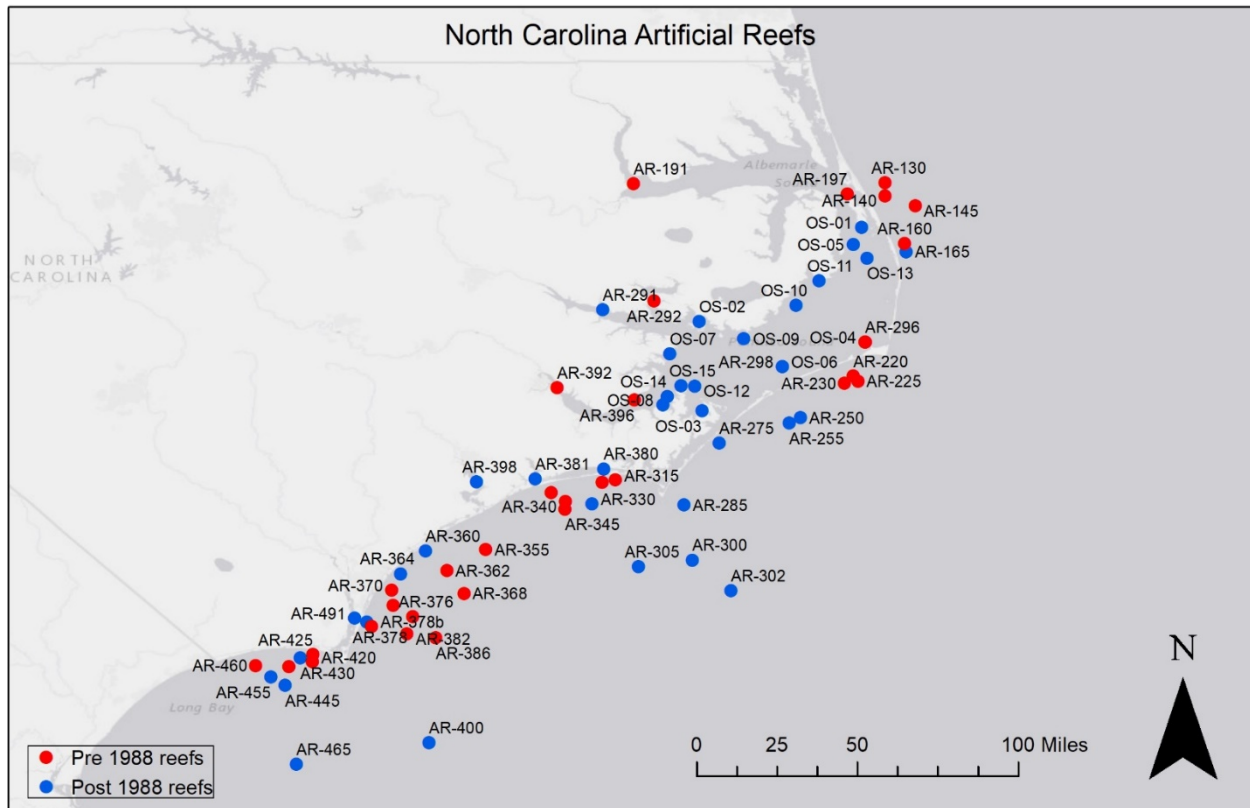 North Carolina Artificial Reefs
AR-191
Albemarle
AR-197
AR-130
AR-140
AR-145
OS-01
AR-160
OS-05
AR-165
NORTH
CAROLINA
OS-11
OS-13
AR-291
OS-10
OS-02
AR-292
OS-07
OS-09
OS-04
AR-296
AR-298
OS-06
AR-220
AR-392
OS-14
OS-15
AR-230
AR-225
OS-08
OS-12
AR-396
OS-03
AR-250
AR-275
AR-255
AR-398
AR-381
AR-380
AR-315
AR-340
AR-330
AR-285
AR-345
AR-360
AR-355
AR-364
AR-362
AR-305
AR-300
AR-370
AR-368
AR-302
AR-376
AR-491
AR-378b
AR-425
AR-378
AR-382
AR-420
AR-386
AR-460
AR-430
AR-455
AR-445
Long Bay
AR-400
AR-465
N
Pre 1988 reefs
Post 1988 reefs
0 25 50 100 Miles